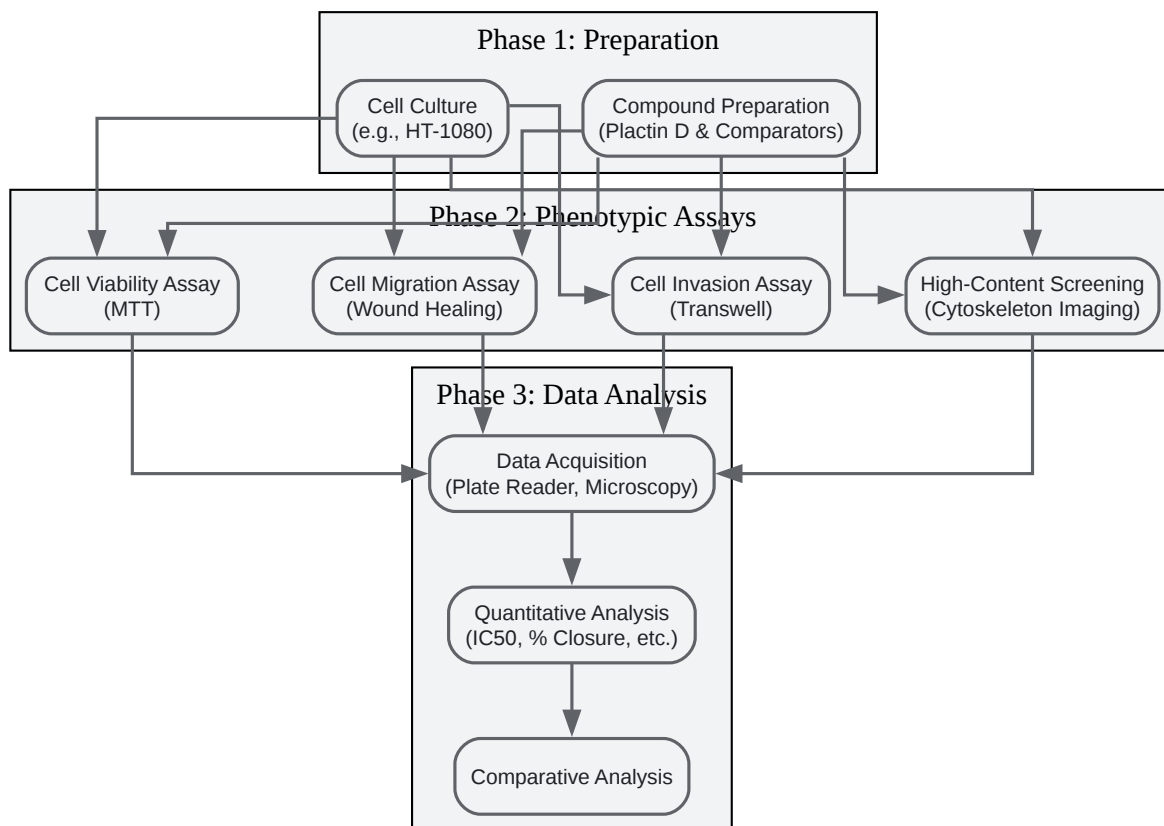 Phase 1: Preparation
Cell Culture
(e.g., HT-1080)
Compound Preparation
(Plactin D & Comparators)
Phase 2: Phenotypic Assays
Cell Viability Assay
(MTT)
Cell Migration Assay
(Wound Healing)
Cell Invasion Assay
(Transwell)
High-Content Screening
(Cytoskeleton Imaging)
Phase 3: Data Analysis
Data Acquisition
(Plate Reader, Microscopy)
Quantitative Analysis
(IC50, % Closure, etc.)
Comparative Analysis